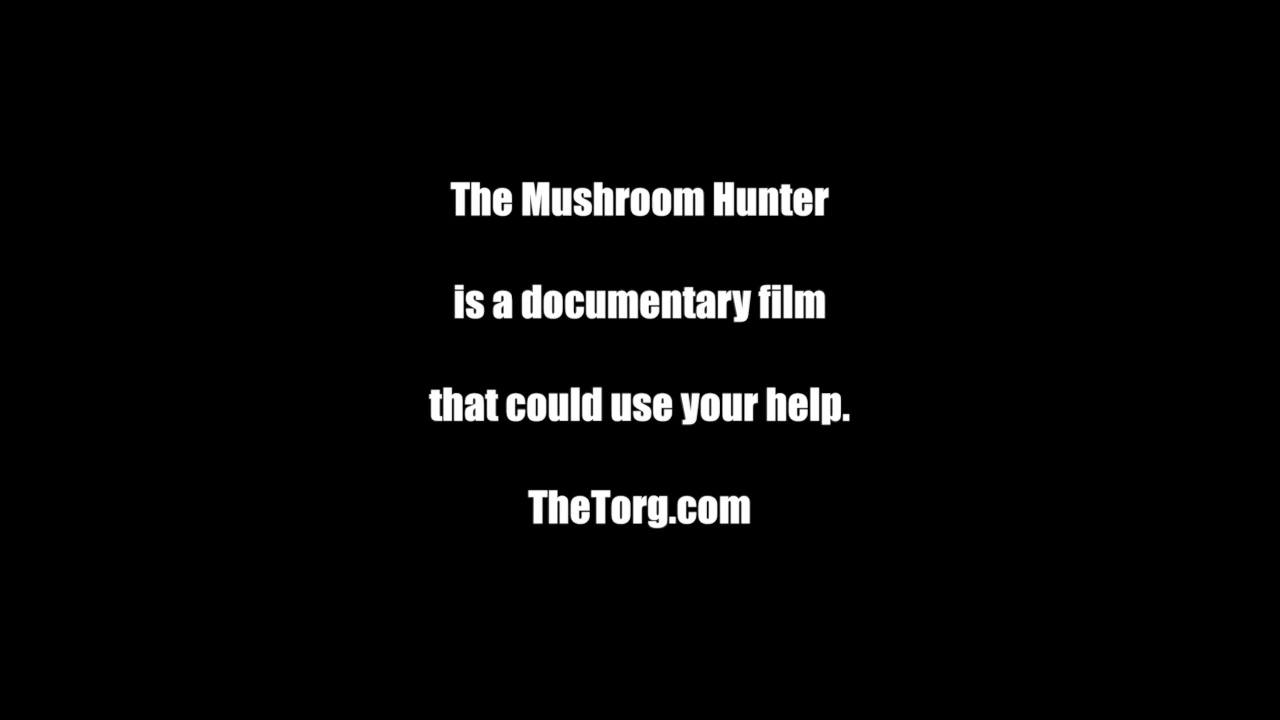 The Mushroom Hunter
is a documentary film
that could use your help.
TheTorg.com